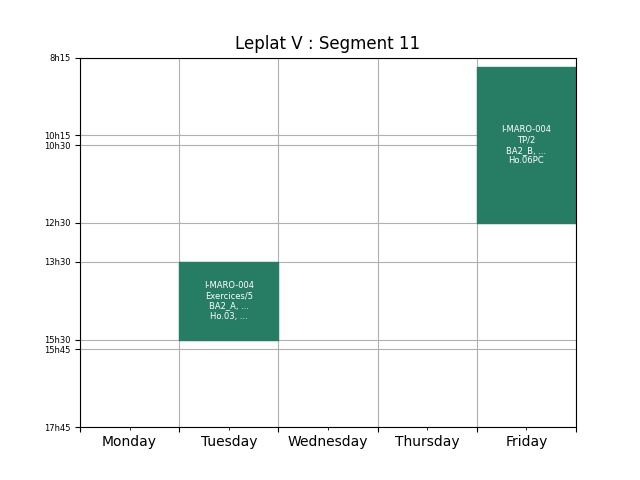 Leplat V : Segment 11
8h15
10h15
10h30
12h30
13h30
15h30
15h45
17h45
I-MARO-004
TP/2
BA2_B, ...
Ho.06PC
I-MARO-004
Exercices/5
BA2_A, ...
Ho.03, ...
Monday
Tuesday
Wednesday
Thursday
Friday